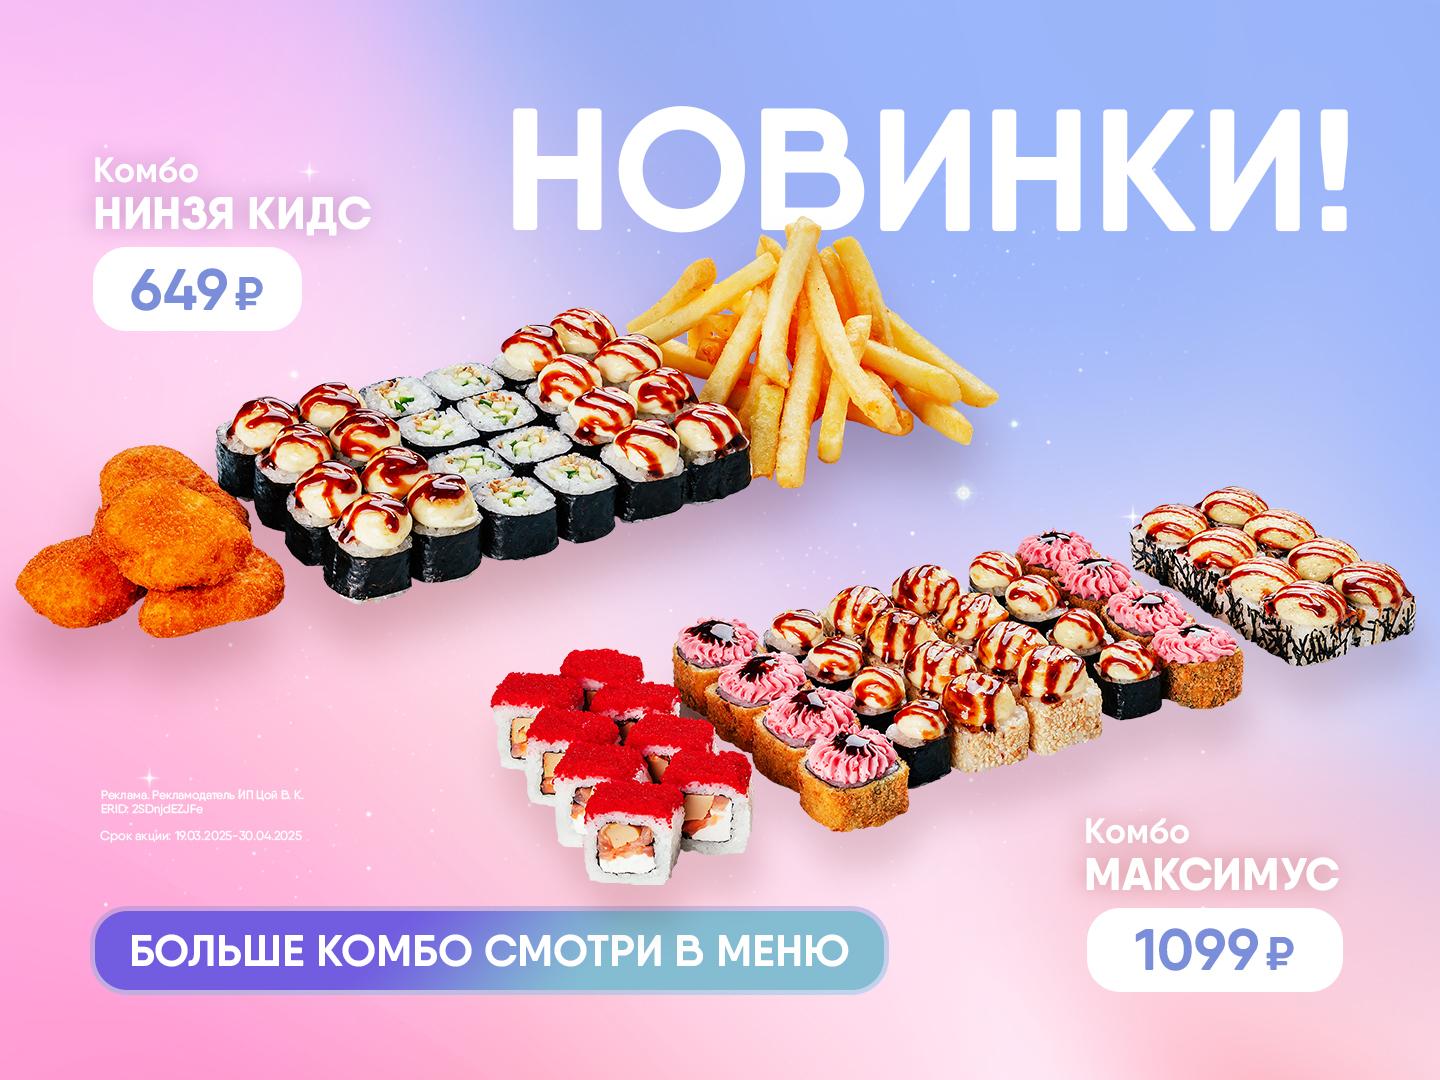 НОВИНКИ!
Комбо
НИНЗЯ КИДС
649 ₽
Реклама. Рекламодатель ИП Цой В. К.
ERID: 2SDnjdEZJFe
Срок акции: 19.03.2025-30.04.2025
Комбо
МАКСИМУС
1099 ₽
БОЛЬШЕ КОМБО СМОТРИ В МЕНЮ